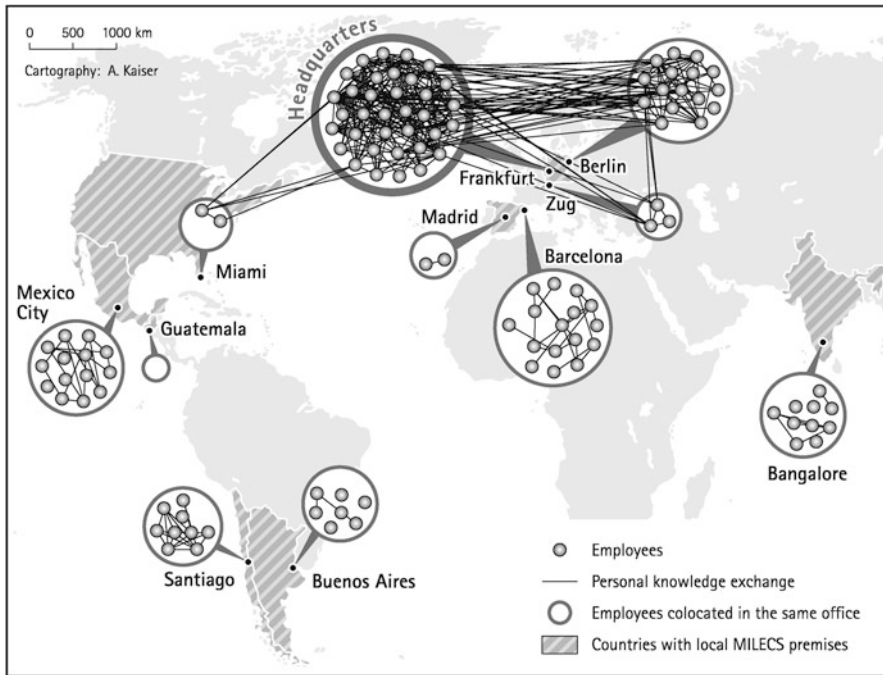 0 500 1000 km
Cartography: A. Kaiser
Headquarters
Berlin
Frankfurt
Zug
Madrid
Barcelona
Miami
Mexico
City
Guatemala
Bangalore
Santiago
Buenos Aires
Employees
Personal knowledge exchange
Employees colocated in the same office
Countries with local MILECS premises